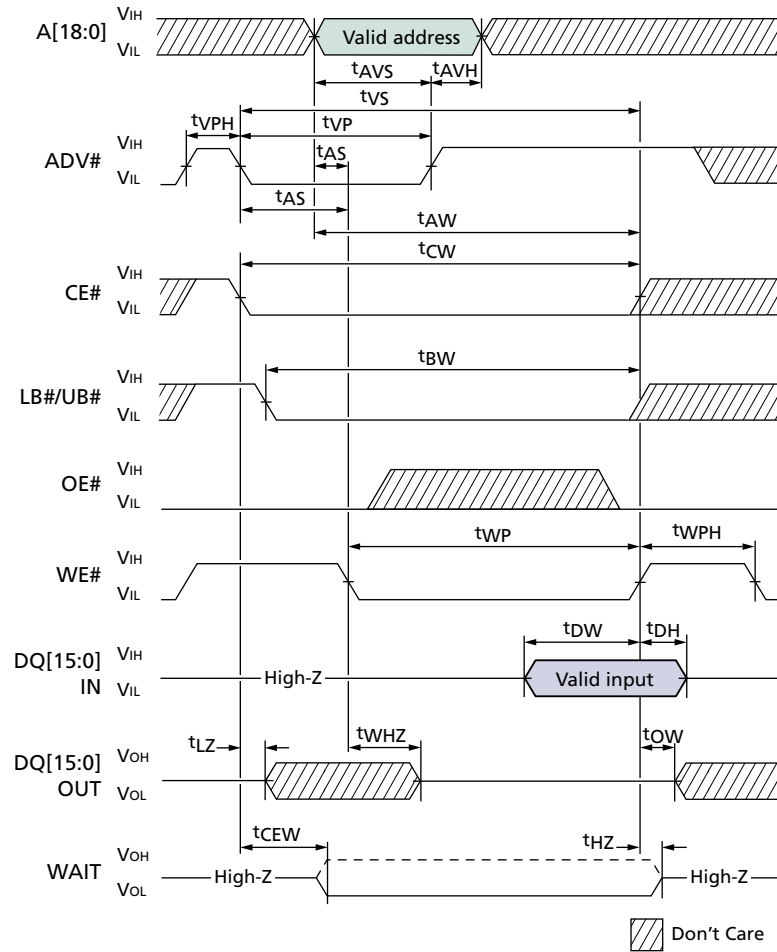 A[18:0] VIH
VIL
Valid address
tAVS tAVH
tVS
tVPH tVP
ADV# VIH
VIL
tAS
tAS
tAW
tCW
CE# VIH
VIL
tBW
LB#/UB# VIH
VIL
OE# VIH
VIL
tWP tWPH
WE# VIH
VIL
tDW tDH
DQ[15:0] IN VIH
VIL
High-Z Valid input
tLZ tWHZ tOW
DQ[15:0] OUT VOH
VOL
tCEW tHZ
WAIT VOH
VOL
High-Z High-Z
Don't Care